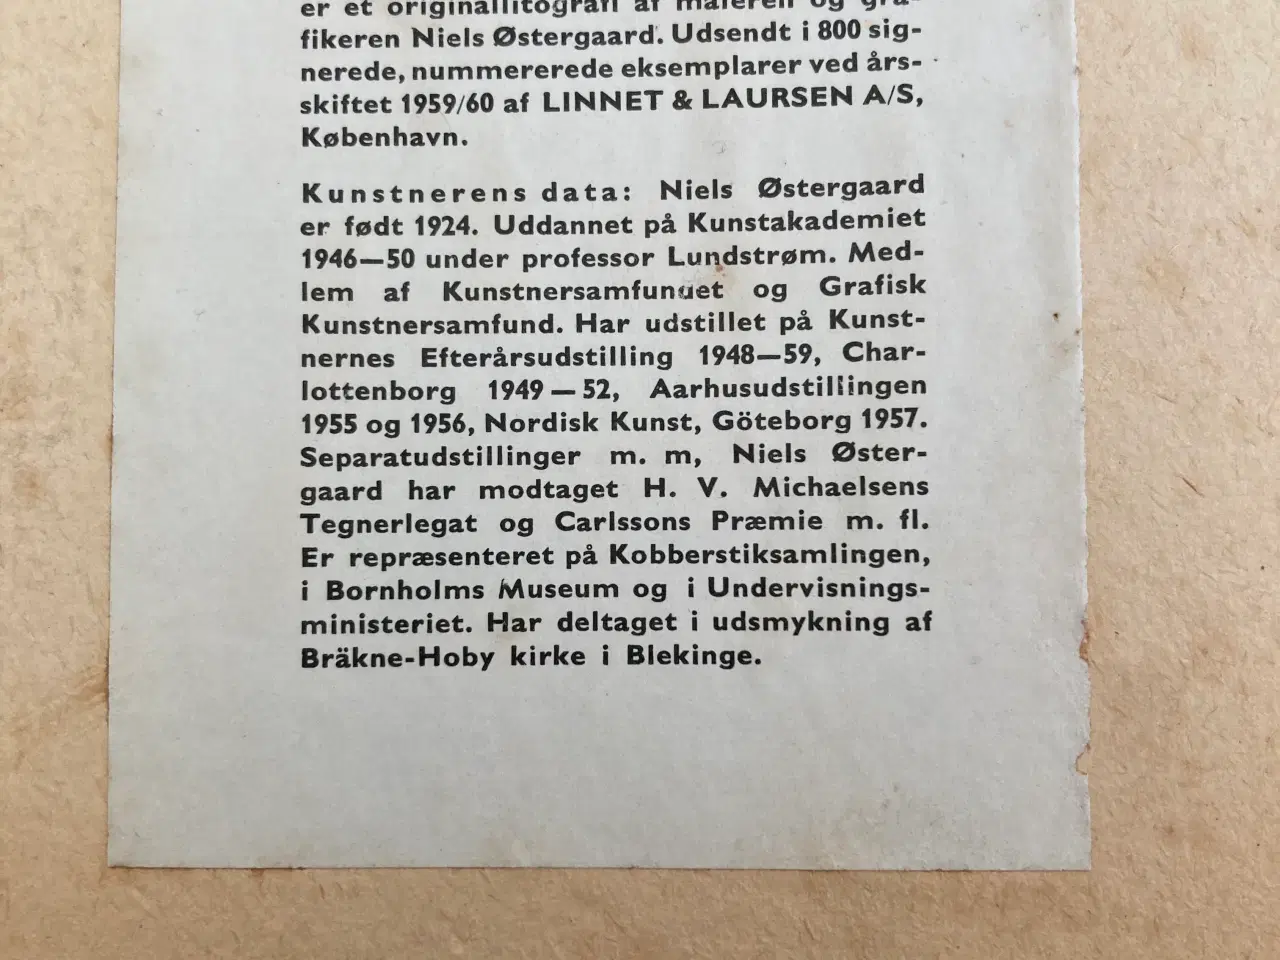 er et originallitografi af maleren og gra-
fikeren Niels Østergaard. Udsendt i 800 sig-
nerede, nummererede eksemplarer ved års-
skiftet 1959/60 af LINNET & LAURSEN A/S,
København.
Kunstnerens data: Niels Østergaard
er født 1924. Uddannet på Kunstakademiet
1946—50 under professor Lundstrøm. Med-
lem af Kunstnersamfundet og Grafisk
Kunstnersamfund. Har udstillet på Kunst-
nernes Efterårsudstilling 1948—59, Char-
lottenborg 1949 — 52, Aarhusudstillingen
1955 og 1956, Nordisk Kunst, Göteborg 1957.
Separatudstillinger m. m, Niels Øster-
gaard har modtaget H. V. Michaelsens
Tegnerlegat og Carlssons Præmie m. fl.
Er repræsenteret på Kobberstiksamlingen,
i Bornholms Museum og i Undervisnings-
ministeriet. Har deltaget i udsmykning af
Bräkne-Hoby kirke i Blekinge.